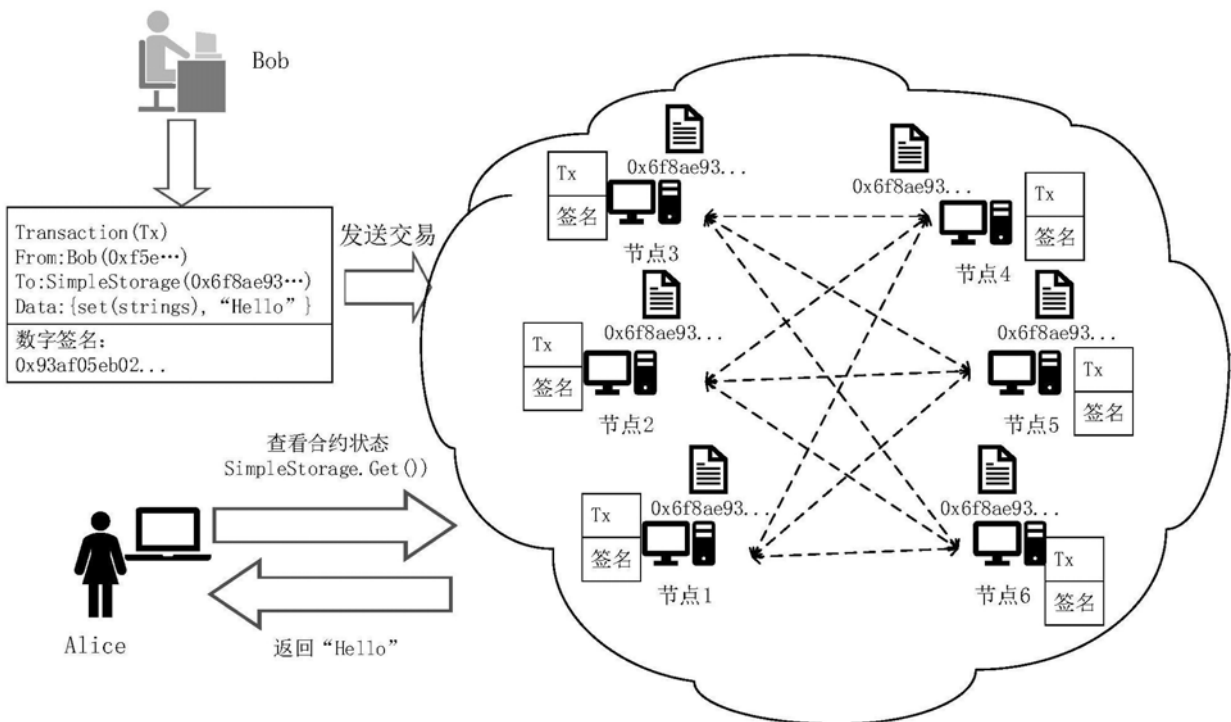 Bob
Transaction(Tx)
From:Bob(0xf5e…)
To:SimpleStorage(0x6f8ae93…)
Data:{set(strings), “Hello”}
数字签名:
0x93af05eb02...
发送交易
查看合约状态
SimpleStorage.Get())
返回“Hello”
Alice
0x6f8ae93...
Tx
签名
节点3
0x6f8ae93...
Tx
签名
节点4
0x6f8ae93...
Tx
签名
节点2
0x6f8ae93...
Tx
签名
节点5
0x6f8ae93...
Tx
签名
节点1
0x6f8ae93...
Tx
签名
节点6